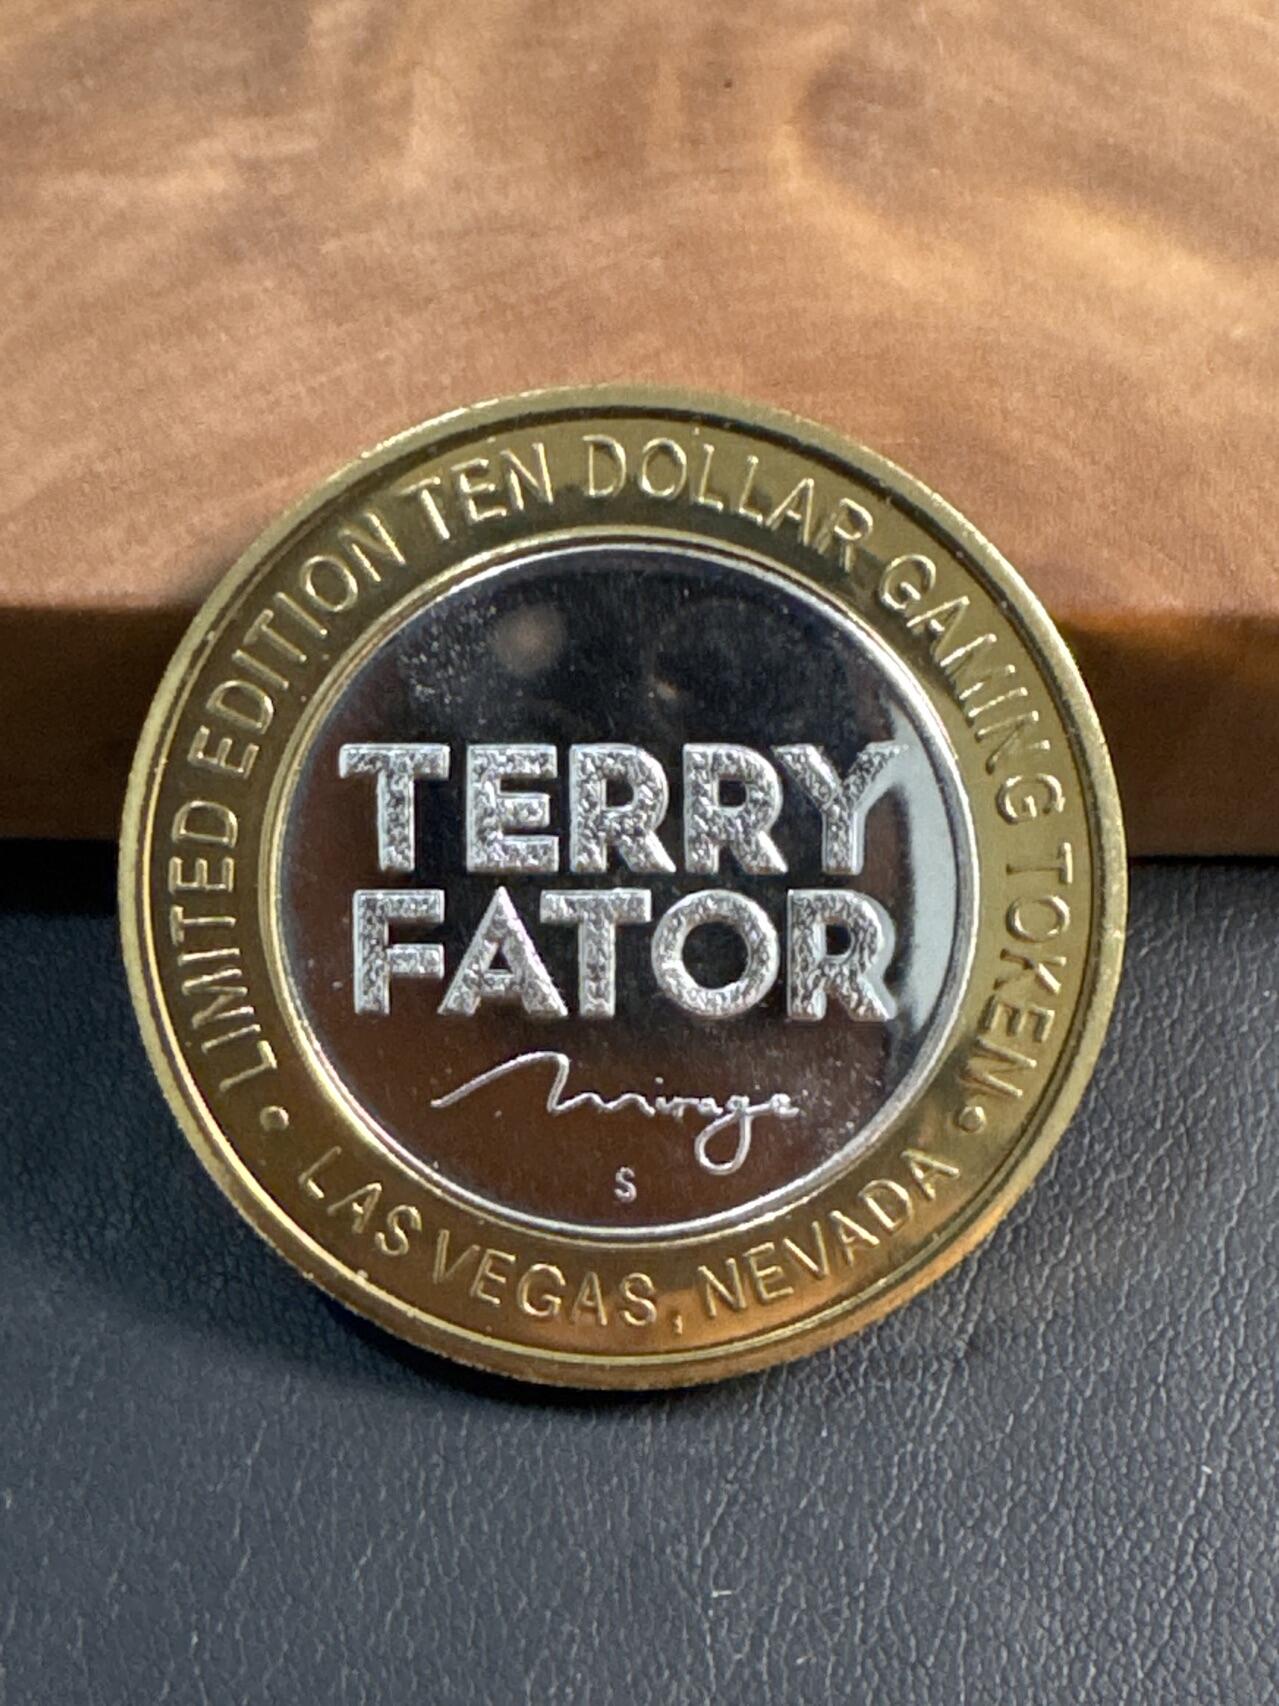 • LIMITED EDITION TEN DOLLAR GAMING TOKEN •
TERRY
FATOR
Mirage
S
LAS VEGAS, NEVADA